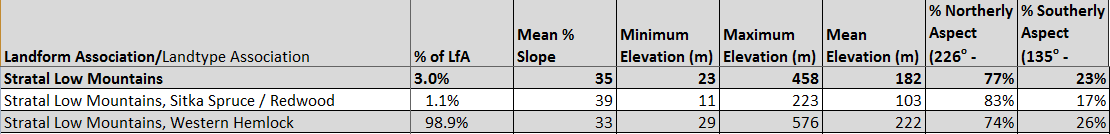 Landform Association/Landtype Association % of LfA Mean % Slope Minimum Elevation (m) Maximum Elevation (m) Mean Elevation (m) % Northerly Aspect (226° - % Southerly Aspect (135° -
Stratal Low Mountains 3.0% 35 23 458 182 77% 23%
Stratal Low Mountains, Sitka Spruce / Redwood 1.1% 39 11 223 103 83% 17%
Stratal Low Mountains, Western Hemlock 98.9% 33 29 576 222 74% 26%